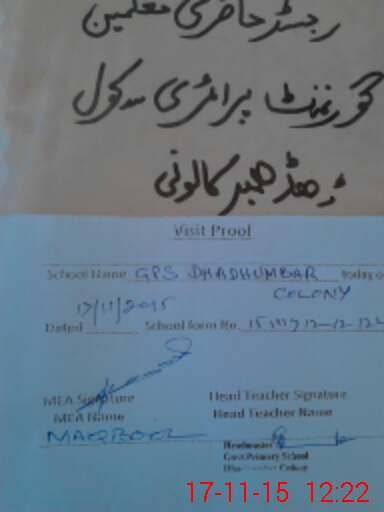 رجسٹر حاضری معلمین
گورنمنٹ پرائمری سکول
ڈھڈھمبر کالونی
Visit Proof
School Name GPS DHADHUMBAR today o
COLONY
Dated 17/11/2015 School form No.
MEA Signature Head Teacher Signature
MEA Name Head Teacher Name
MAQBOOL
Headmaster
Govt Primary School
Colony
17-11-15 12:22